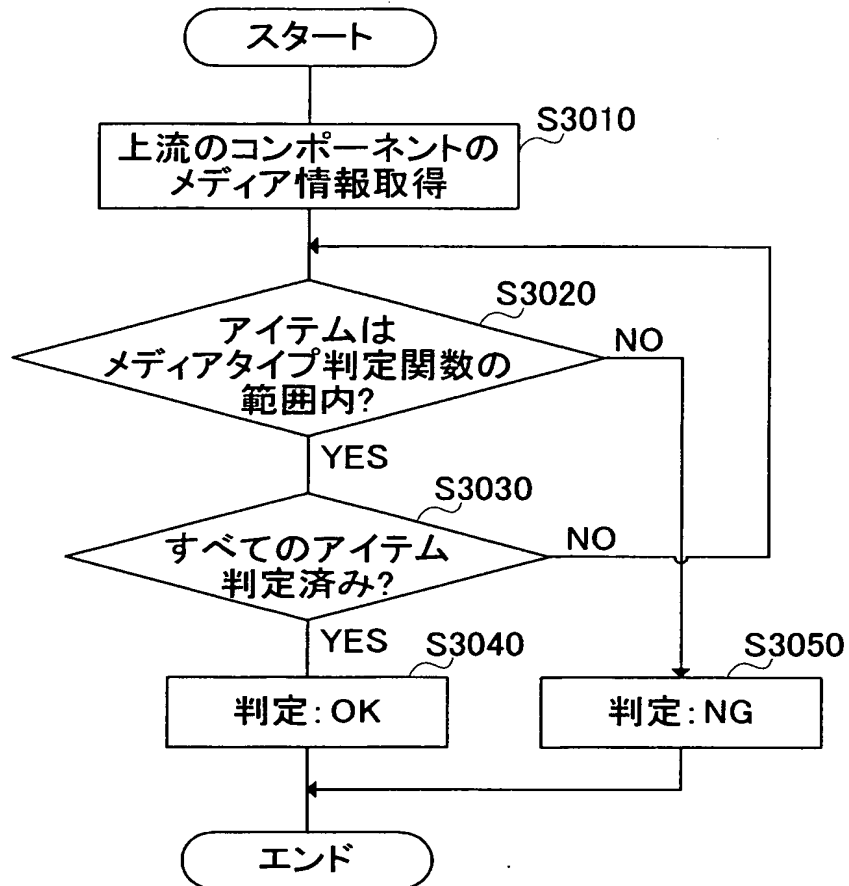 スタート
S3010
上流のコンポーネントの
メディア情報取得
S3020
アイテムは
メディアタイプ判定関数の
範囲内?
NO
YES
S3030
すべてのアイテム
判定済み?
NO
YES
S3040
判定:OK
S3050
判定:NG
エンド